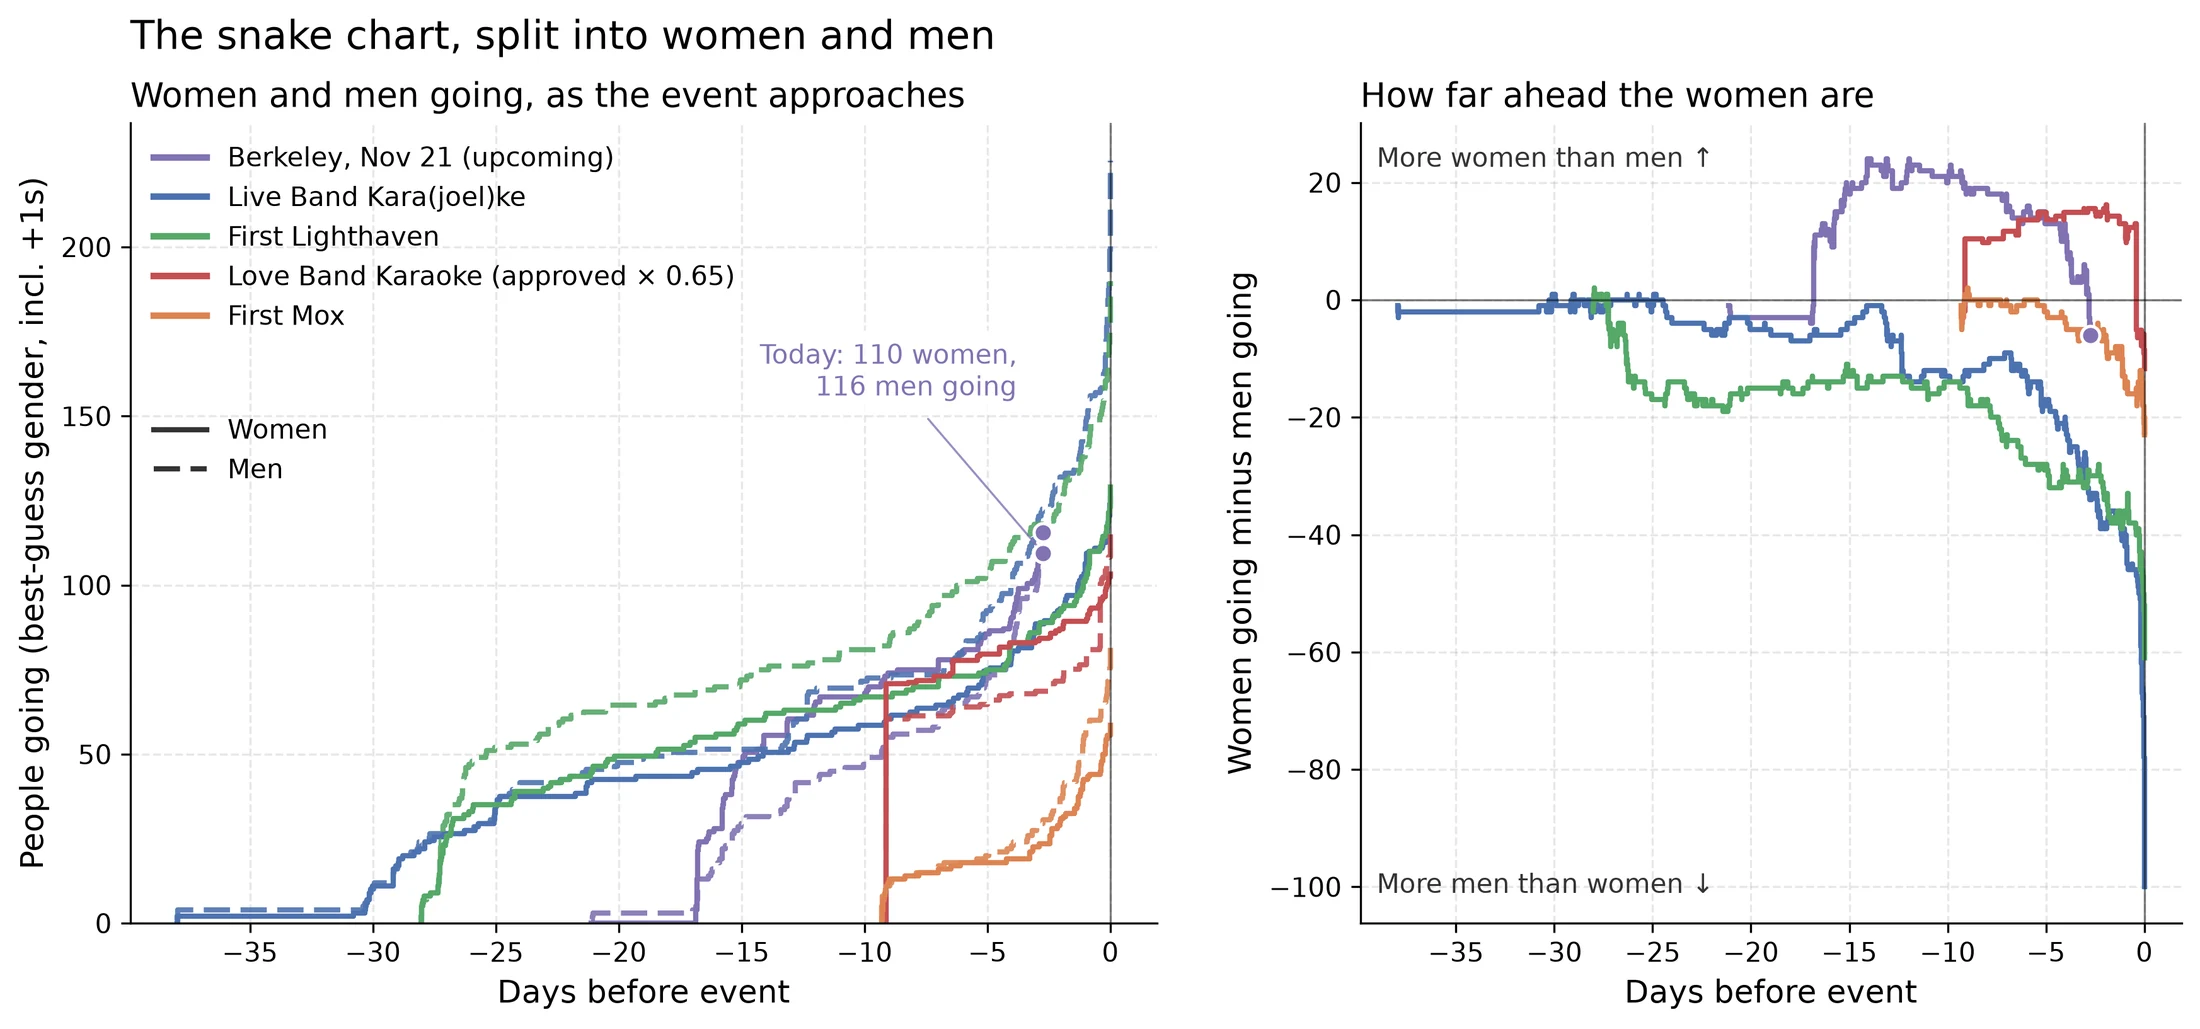 The snake chart, split into women and men
Women and men going, as the event approaches
People going (best-guess gender, incl. +1s)
200
150
100
50
0
Berkeley, Nov 21 (upcoming)
Live Band Kara(joel)ke
First Lighthaven
Love Band Karaoke (approved × 0.65)
First Mox
Women
Men
Today: 110 women,
116 men going
−35 −30 −25 −20 −15 −10 −5 0
Days before event
How far ahead the women are
Women going minus men going
20
0
−20
−40
−60
−80
−100
More women than men ↑
More men than women ↓
−35 −30 −25 −20 −15 −10 −5 0
Days before event